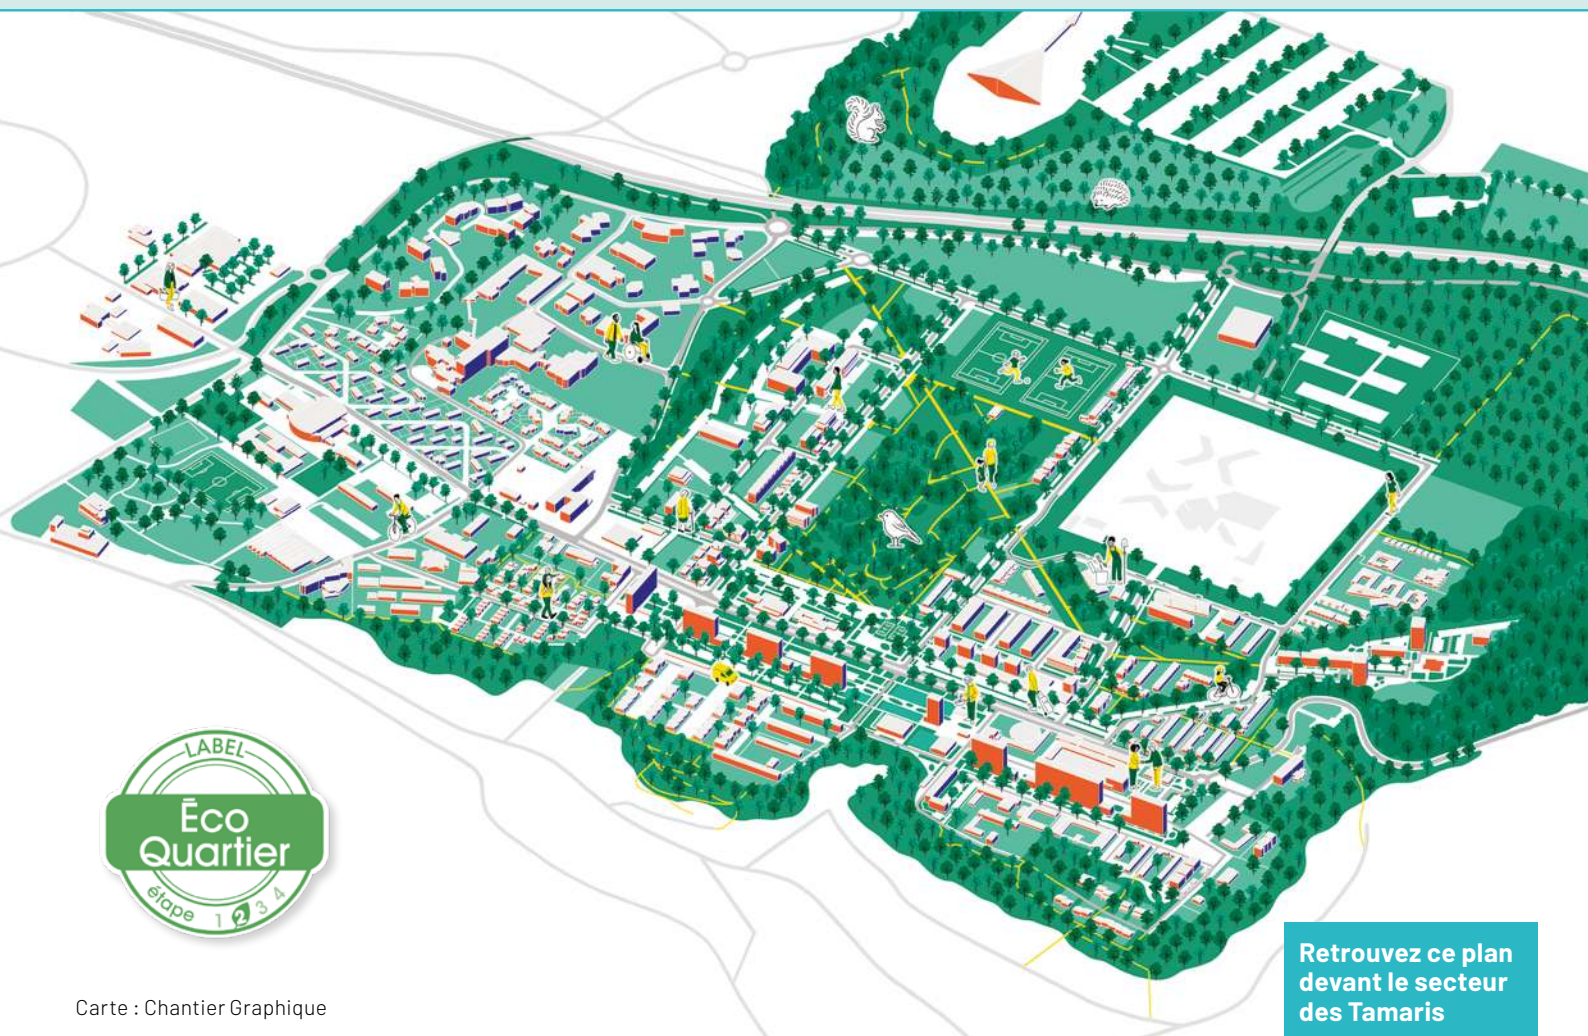 LABEL
Éco
Quartier
étape 1 2 3 4
Carte : Chantier Graphique
Retrouvez ce plan
devant le secteur
des Tamaris